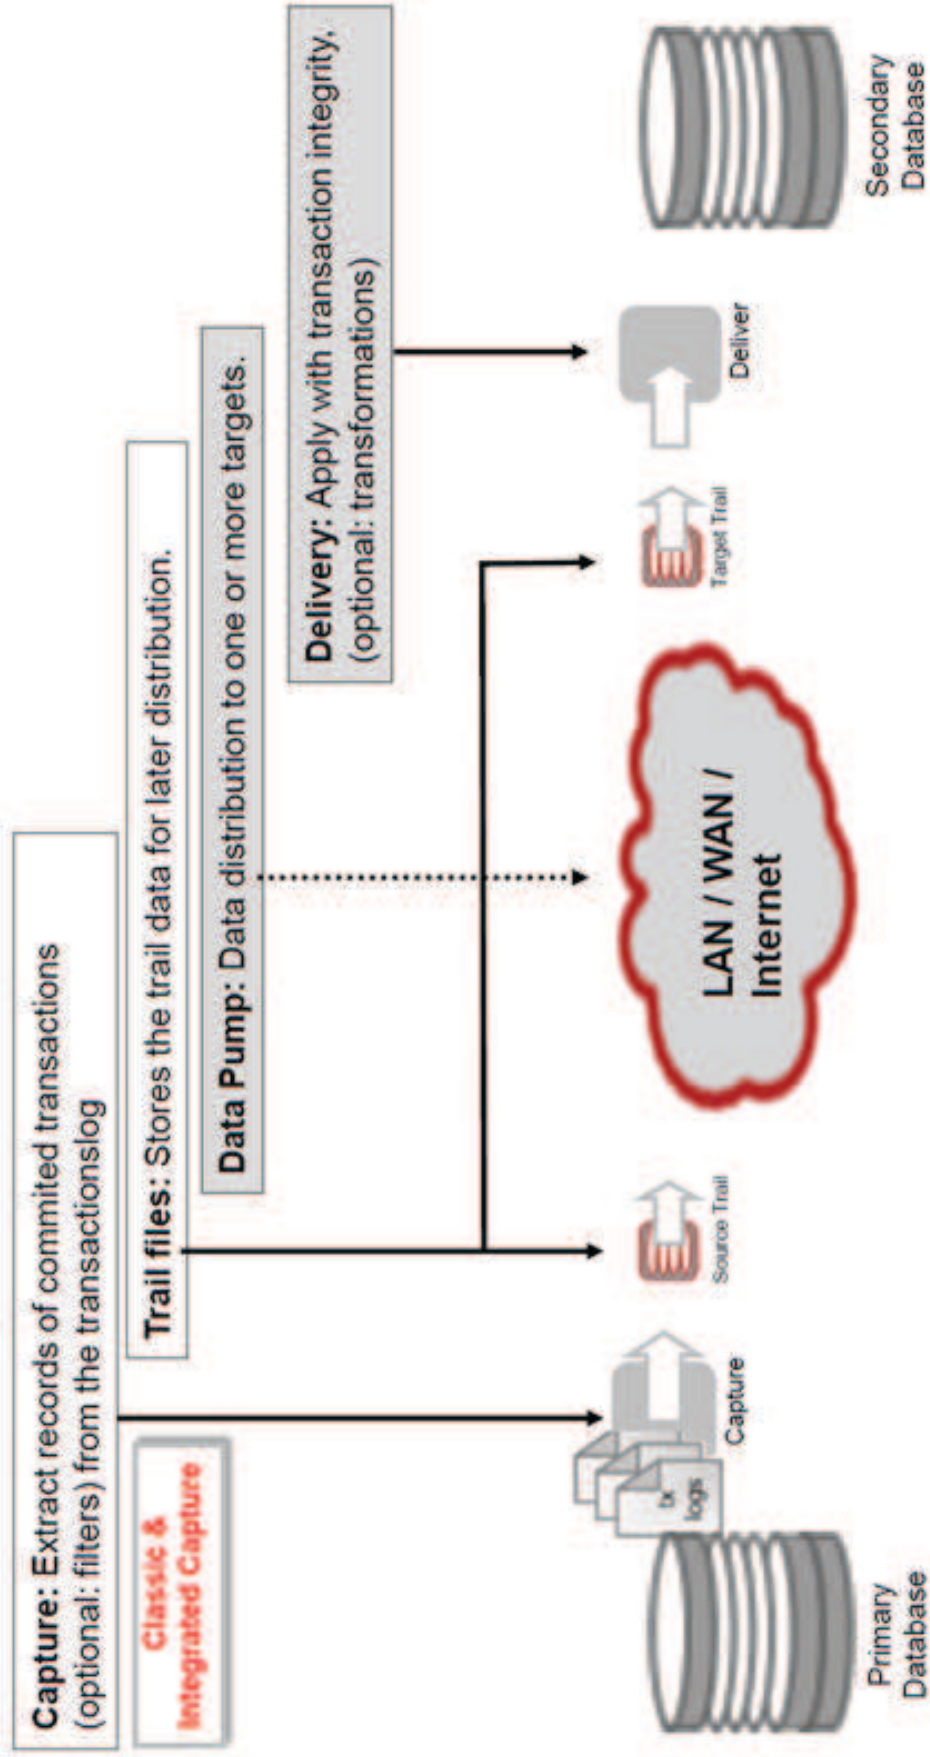 Capture: Extract records of commited transactions
(optional: filters) from the transactionslog
Classic &
Integrated Capture
Trail files: Stores the trail data for later distribution.
Data Pump: Data distribution to one or more targets.
Delivery: Apply with transaction integrity.
(optional: transformations)
tx
logs
Capture
Source Trail
LAN / WAN /
Internet
Target Trail
Deliver
Primary
Database
Secondary
Database